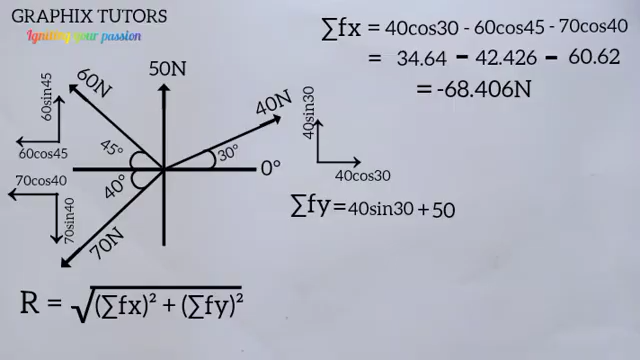 GRAPHIX TUTORS
Igniting your passion
∑fx = 40cos30 - 60cos45 - 70cos40
= 34.64 - 42.426 - 60.62
= -68.406N
60sin45
60N
50N
40N
40sin30
45°
30°
0°
60cos45
40cos30
70cos40
40°
70sin40
70N
∑fy = 40sin30 + 50
R = √(∑fx)² + (∑fy)²